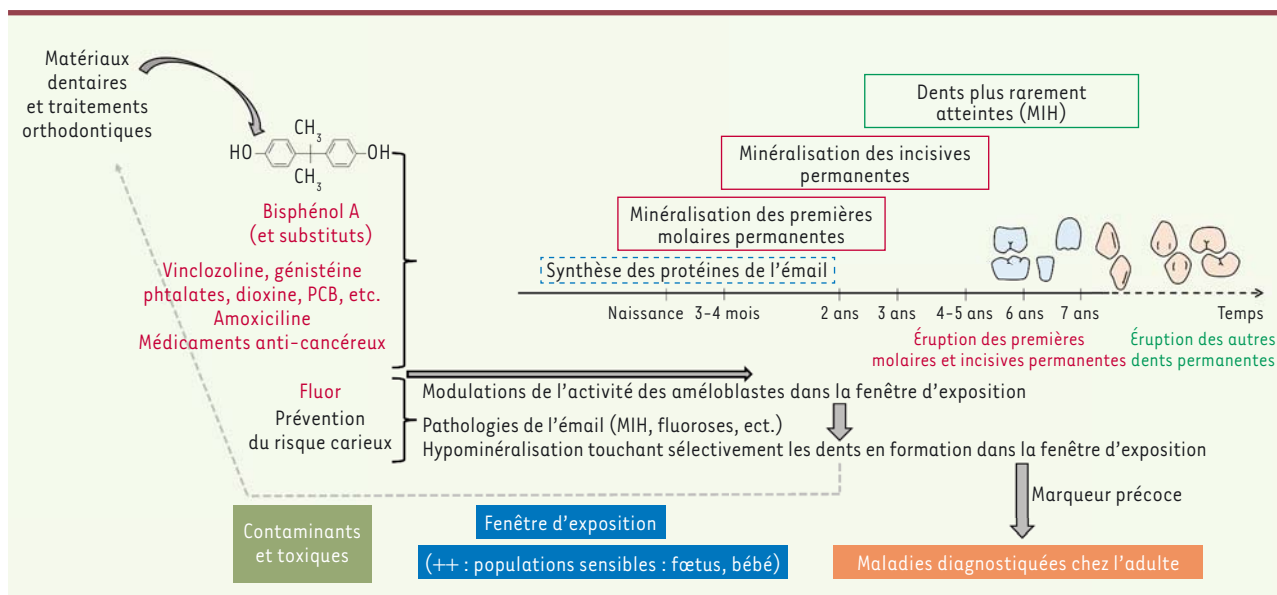 Matériaux
dentaires
et traitements
orthodontiques
CH3
HO
OH
CH3
Bisphénol A
(et substituts)
Vinclozoline, génistéine
phtalates, dioxine, PCB, etc.
Amoxiciline
Médicaments anti-cancéreux
Fluor
Prévention
du risque carieux
Dents plus rarement
atteintes (MIH)
Minéralisation des incisives
permanentes
Minéralisation des premières
molaires permanentes
Synthèse des protéines de l’émail
Naissance 3-4 mois 2 ans 3 ans 4-5 ans 6 ans 7 ans Temps
Éruption des premières
molaires et incisives permanentes
Éruption des autres
dents permanentes
Modulations de l’activité des améloblastes dans la fenêtre d’exposition
Pathologies de l’émail (MIH, fluoroses, ect.)
Hypominéralisation touchant sélectivement les dents en formation dans la fenêtre d’exposition
Marqueur précoce
Contaminants
et toxiques
Fenêtre d’exposition
(++ : populations sensibles : fœtus, bébé)
Maladies diagnostiquées chez l’adulte